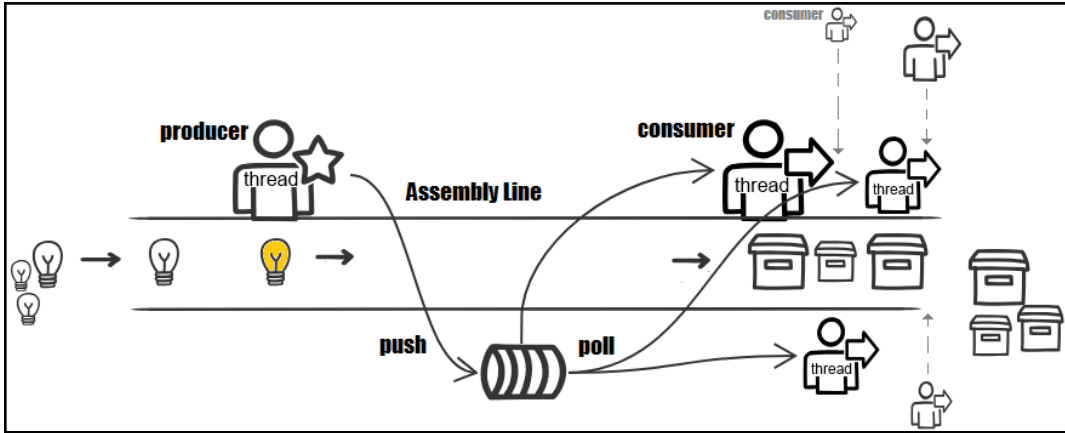 consumer
producer
consumer
thread
Assembly Line
thread
thread
push
poll
thread